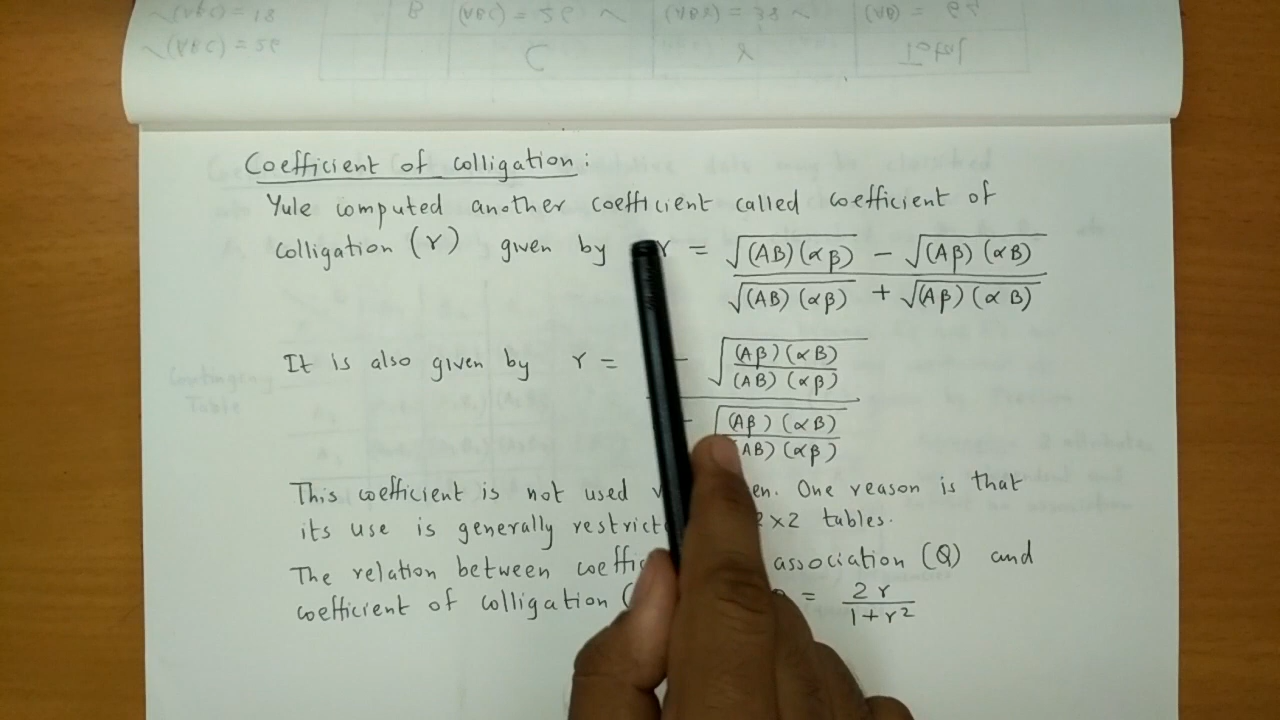 Coefficient of colligation:
Yule computed another coefficient called coefficient of
colligation (γ) given by γ = √(AB)(αβ) − √(Aβ)(αB) / √(AB)(αβ) + √(Aβ)(αB)
It is also given by γ = − √(Aβ)(αB)/(AB)(αβ) / √(Aβ)(αB)/(AB)(αβ)
This coefficient is not used One reason is that
its use is generally 2×2 tables.
The relation between association (Q) and
coefficient of colligation = 2γ / 1+γ²